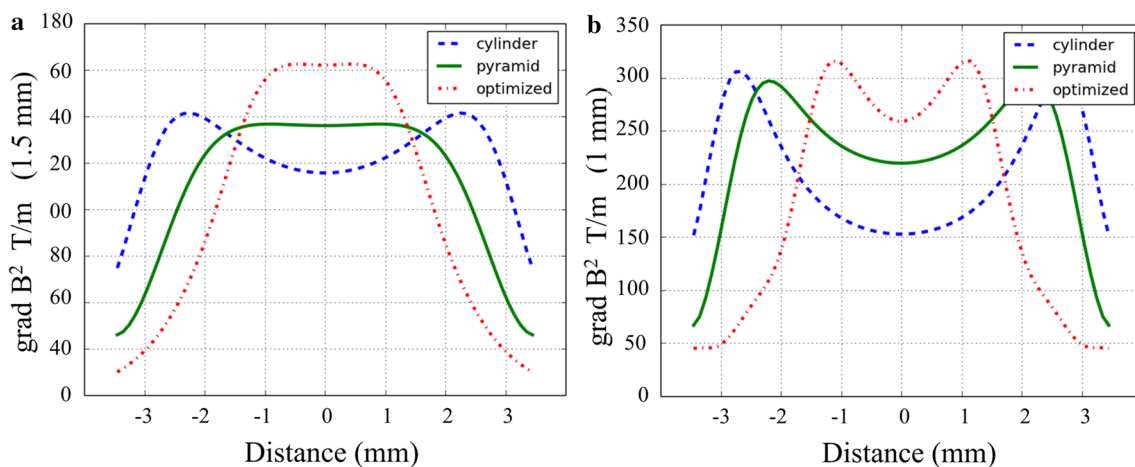 a
grad B² T/m (1.5 mm)
180
60
40
20
00
80
60
40
0
-3 -2 -1 0 1 2 3
Distance (mm)
cylinder
pyramid
optimized
b
grad B² T/m (1 mm)
350
300
250
200
150
100
50
0
-3 -2 -1 0 1 2 3
Distance (mm)
cylinder
pyramid
optimized